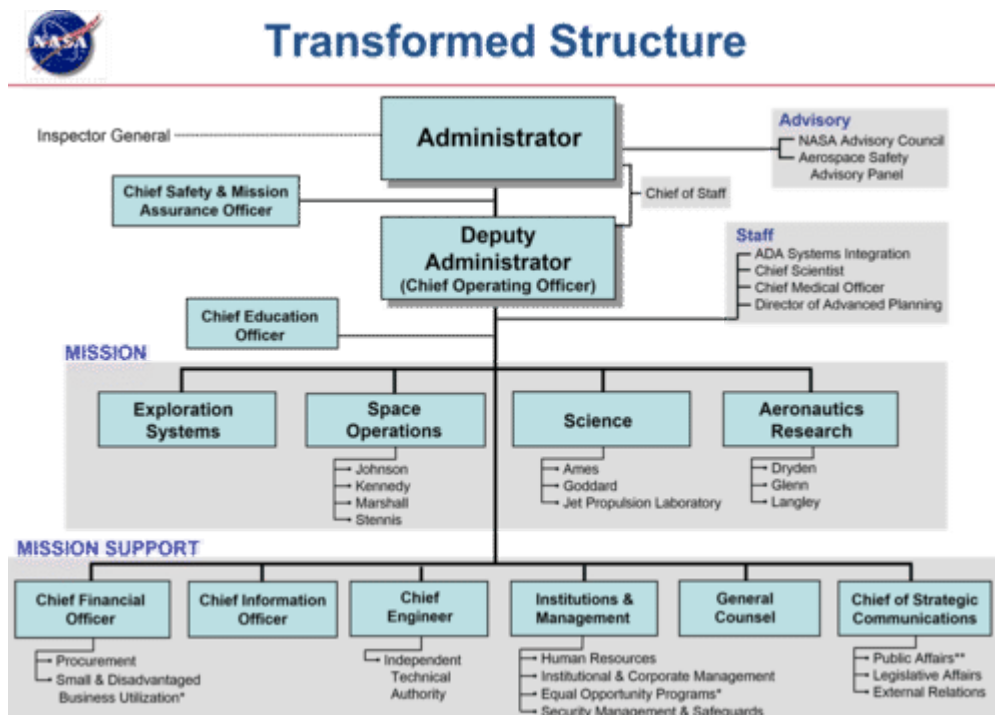 NASA
Transformed Structure
Inspector General
Administrator
Advisory
NASA Advisory Council
Aerospace Safety
Advisory Panel
Chief of Staff
Chief Safety & Mission
Assurance Officer
Deputy
Administrator
(Chief Operating Officer)
Staff
ADA Systems Integration
Chief Scientist
Chief Medical Officer
Director of Advanced Planning
Chief Education
Officer
MISSION
Exploration
Systems
Space
Operations
Johnson
Kennedy
Marshall
Stennis
Science
Ames
Goddard
Jet Propulsion Laboratory
Aeronautics
Research
Dryden
Glenn
Langley
MISSION SUPPORT
Chief Financial
Officer
Procurement
Small & Disadvantaged
Business Utilization*
Chief Information
Officer
Chief
Engineer
Independent
Technical
Authority
Institutions &
Management
Human Resources
Institutional & Corporate Management
Equal Opportunity Programs*
Security Management & Safeguards
General
Counsel
Chief of Strategic
Communications
Public Affairs**
Legislative Affairs
External Relations